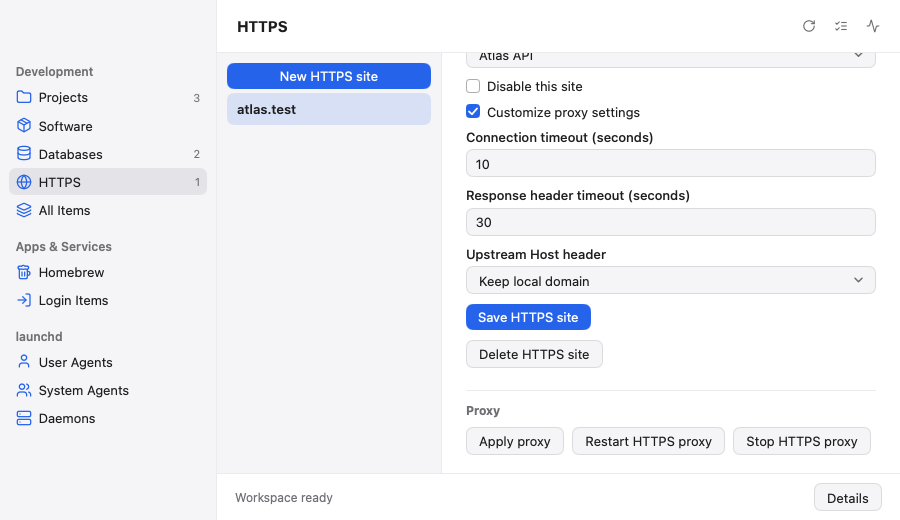 HTTPS
Development
Projects 3
Software
Databases 2
HTTPS 1
All Items
Apps & Services
Homebrew
Login Items
launchd
User Agents
System Agents
Daemons
New HTTPS site
atlas.test
Atlas API
Disable this site
Customize proxy settings
Connection timeout (seconds)
10
Response header timeout (seconds)
30
Upstream Host header
Keep local domain
Save HTTPS site
Delete HTTPS site
Proxy
Apply proxy Restart HTTPS proxy Stop HTTPS proxy
Workspace ready Details